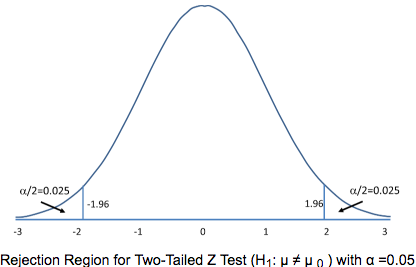 α/2=0.025 α/2=0.025
-1.96 1.96
-3 -2 -1 0 1 2 3
Rejection Region for Two-Tailed Z Test (H₁: μ ≠ μ ₀ ) with α =0.05